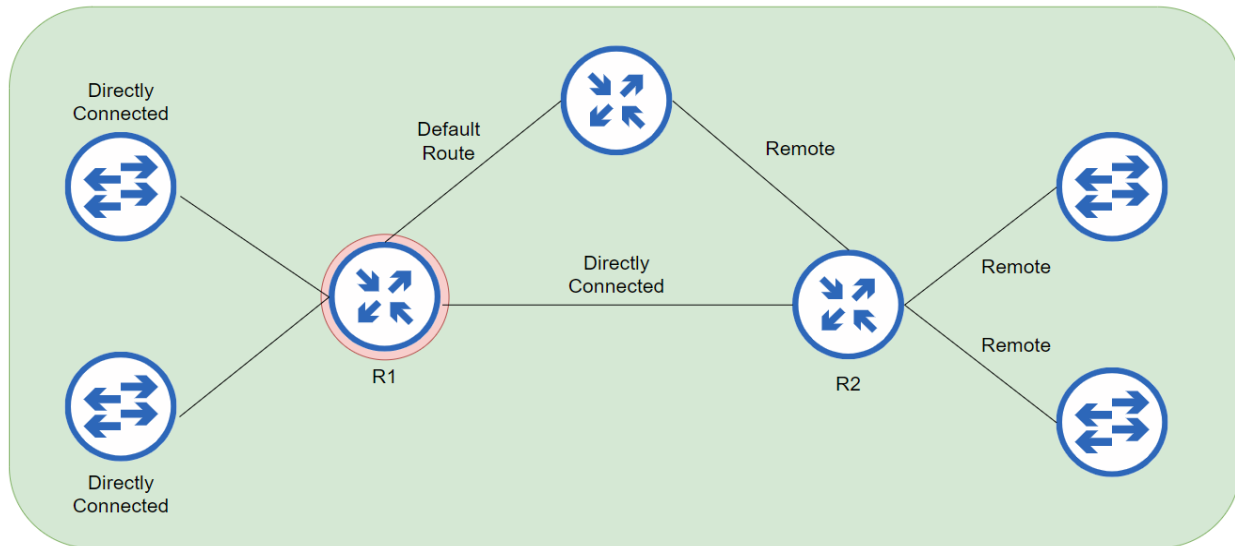 Directly
Connected
Default
Route
Remote
Directly
Connected
Remote
R1
R2
Remote
Directly
Connected